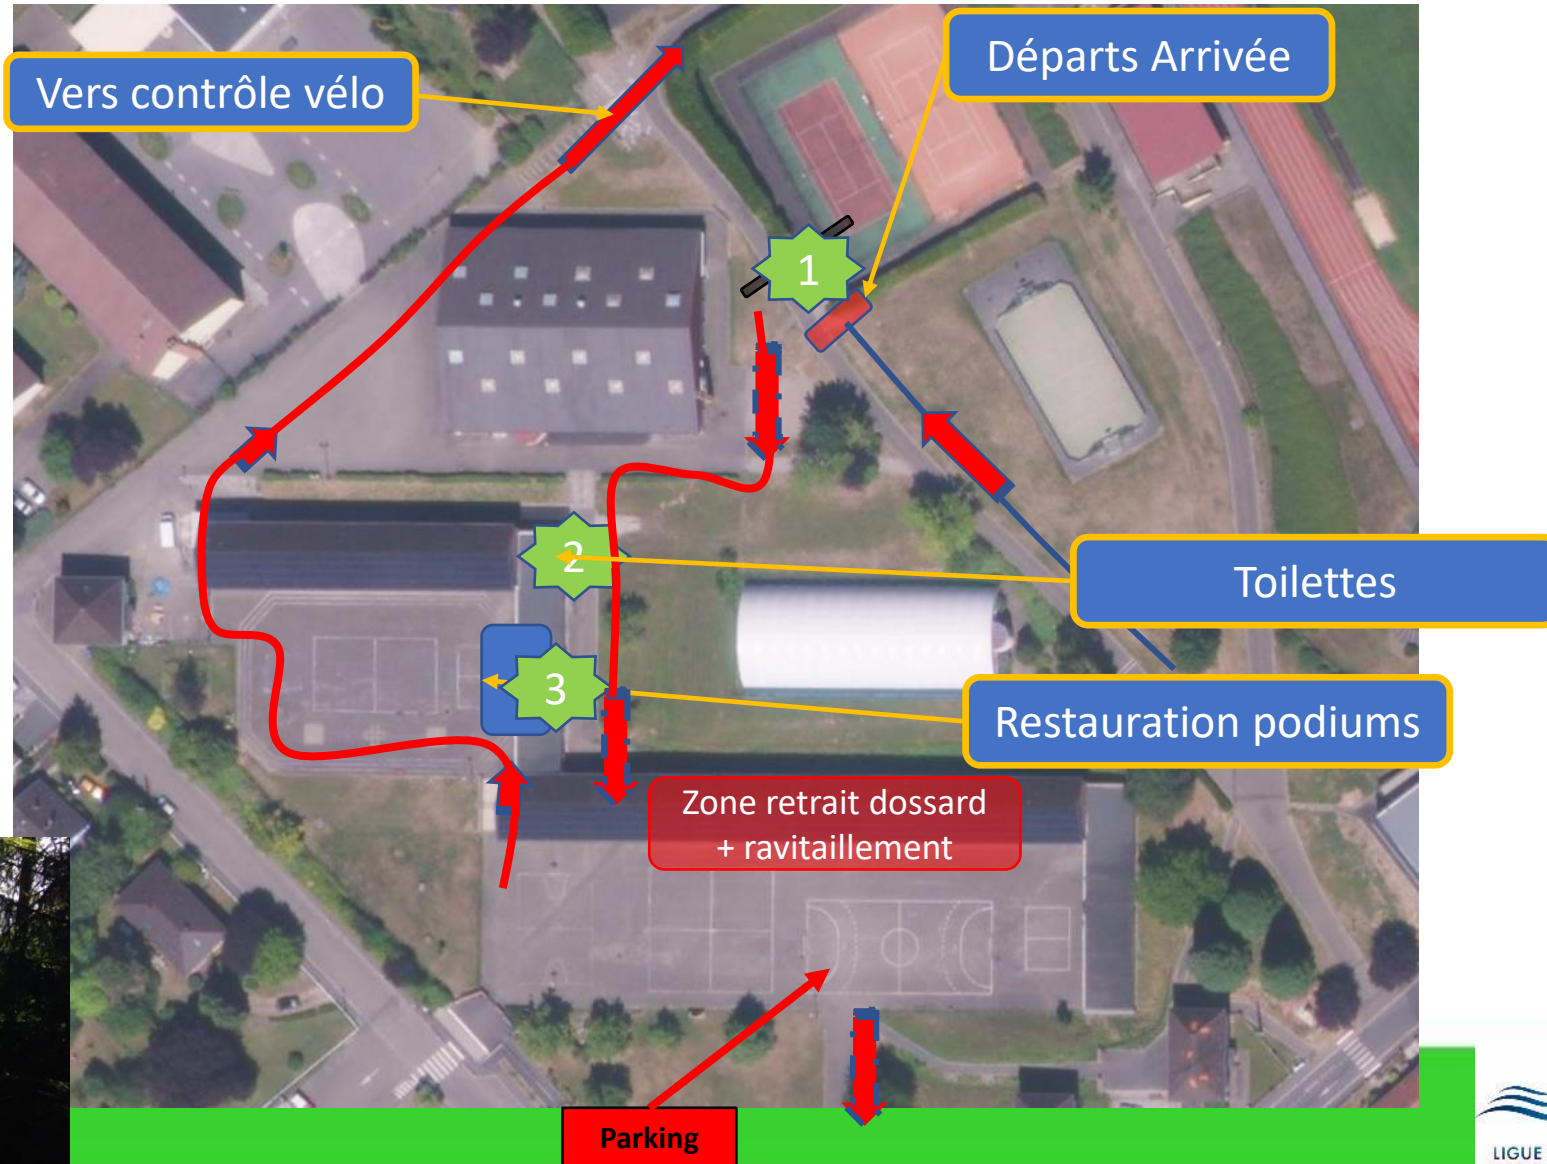 Départs Arrivée
Vers contrôle vélo
1
2
Toilettes
3
Restauration podiums
Zone retrait dossard
+ ravitaillement
Parking
LIGUE